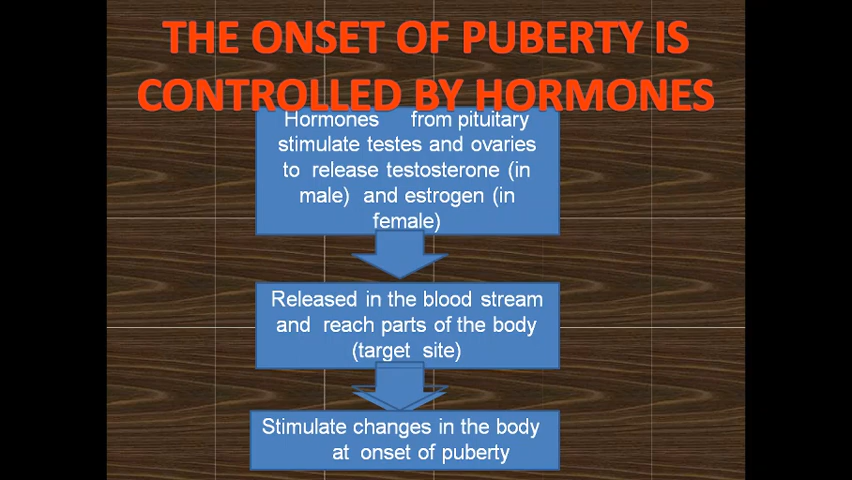 THE ONSET OF PUBERTY IS
CONTROLLED BY HORMONES
Hormones from pituitary
stimulate testes and ovaries
to release testosterone (in
male) and estrogen (in
female)
Released in the blood stream
and reach parts of the body
(target site)
Stimulate changes in the body
at onset of puberty